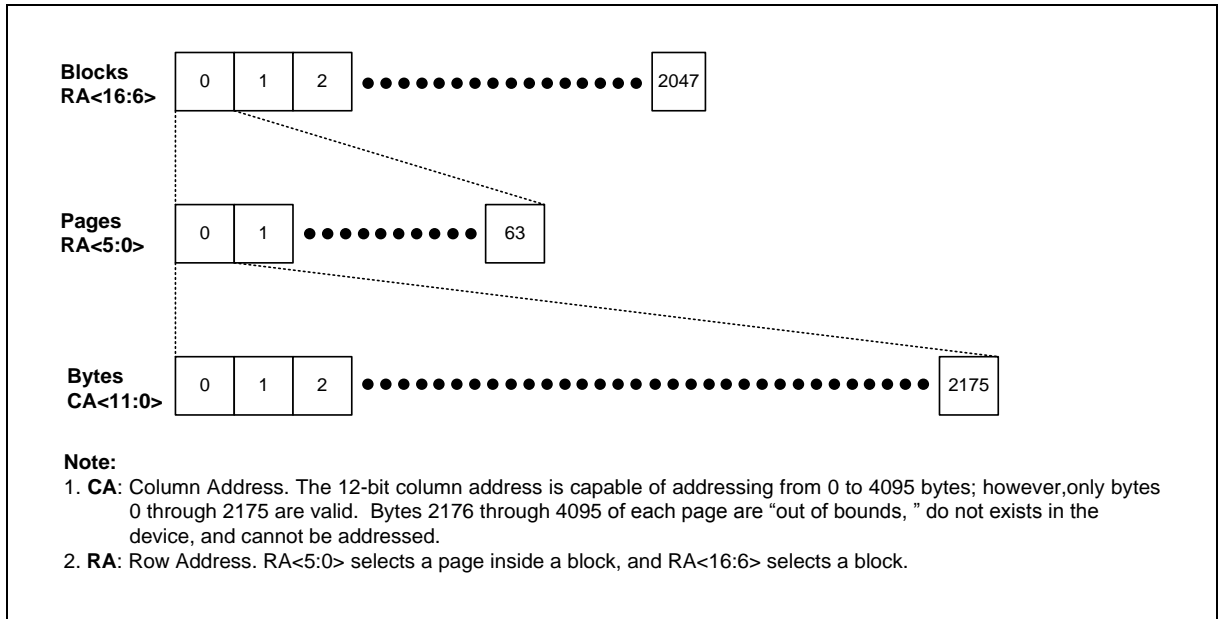 Blocks
RA<16:6>
0 1 2 2047
Pages
RA<5:0>
0 1 63
Bytes
CA<11:0>
0 1 2 2175
Note:
1. CA: Column Address. The 12-bit column address is capable of addressing from 0 to 4095 bytes; however,only bytes
0 through 2175 are valid. Bytes 2176 through 4095 of each page are “out of bounds, ” do not exists in the
device, and cannot be addressed.
2. RA: Row Address. RA<5:0> selects a page inside a block, and RA<16:6> selects a block.